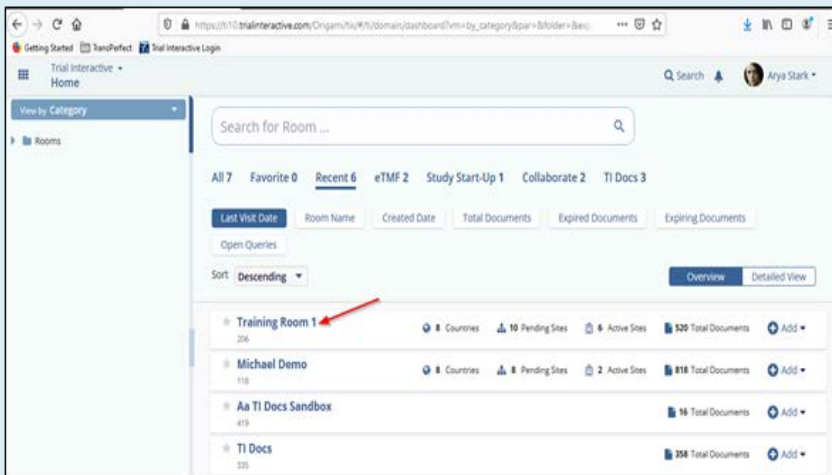 https://ti10.trialinteractive.com/Origami/tis/#/ti/domain/dashboard?vm=by_category&par=&folder=&exp
Getting Started TransPerfect Trial Interactive Login
Trial Interactive
Home
Search
Arya Stark
View by Category
Rooms
Search for Room ...
All 7 Favorite 0 Recent 6 eTMF 2 Study Start-Up 1 Collaborate 2 TI Docs 3
Last Visit Date Room Name Created Date Total Documents Expired Documents Expiring Documents
Open Queries
Sort Descending
Overview Detailed View
Training Room 1 8 Countries 10 Pending Sites 6 Active Sites 520 Total Documents Add
206
Michael Demo 8 Countries 8 Pending Sites 2 Active Sites 818 Total Documents Add
118
Aa TI Docs Sandbox 16 Total Documents Add
419
TI Docs 358 Total Documents Add
335